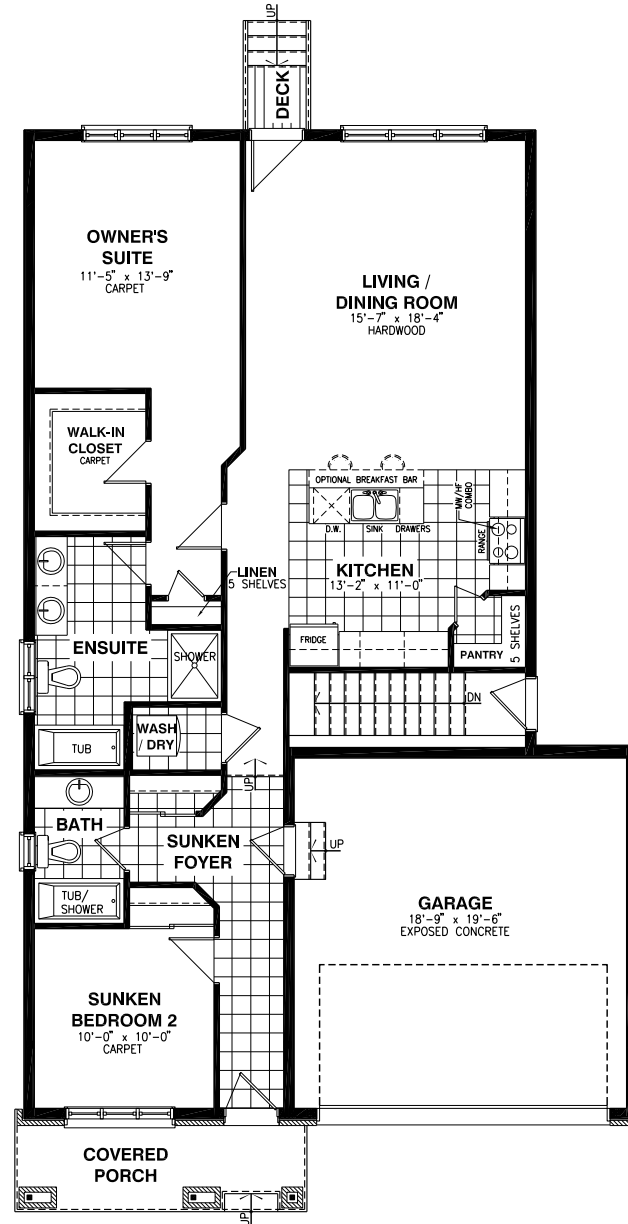 UP
DECK
OWNER'S
SUITE
11'-5" x 13'-9"
CARPET
LIVING /
DINING ROOM
15'-7" x 18'-4"
HARDWOOD
WALK-IN
CLOSET
CARPET
OPTIONAL BREAKFAST BAR
D.W. SINK DRAWERS
MW/HF
COMBO
RANGE
KITCHEN
13'-2" x 11'-0"
LINEN
5 SHELVES
ENSUITE
SHOWER
FRIDGE
PANTRY
5 SHELVES
DN
WASH
/ DRY
TUB
UP
BATH
SUNKEN
FOYER
UP
TUB/
SHOWER
GARAGE
18'-9" x 19'-6"
EXPOSED CONCRETE
SUNKEN
BEDROOM 2
10'-0" x 10'-0"
CARPET
COVERED
PORCH
UP